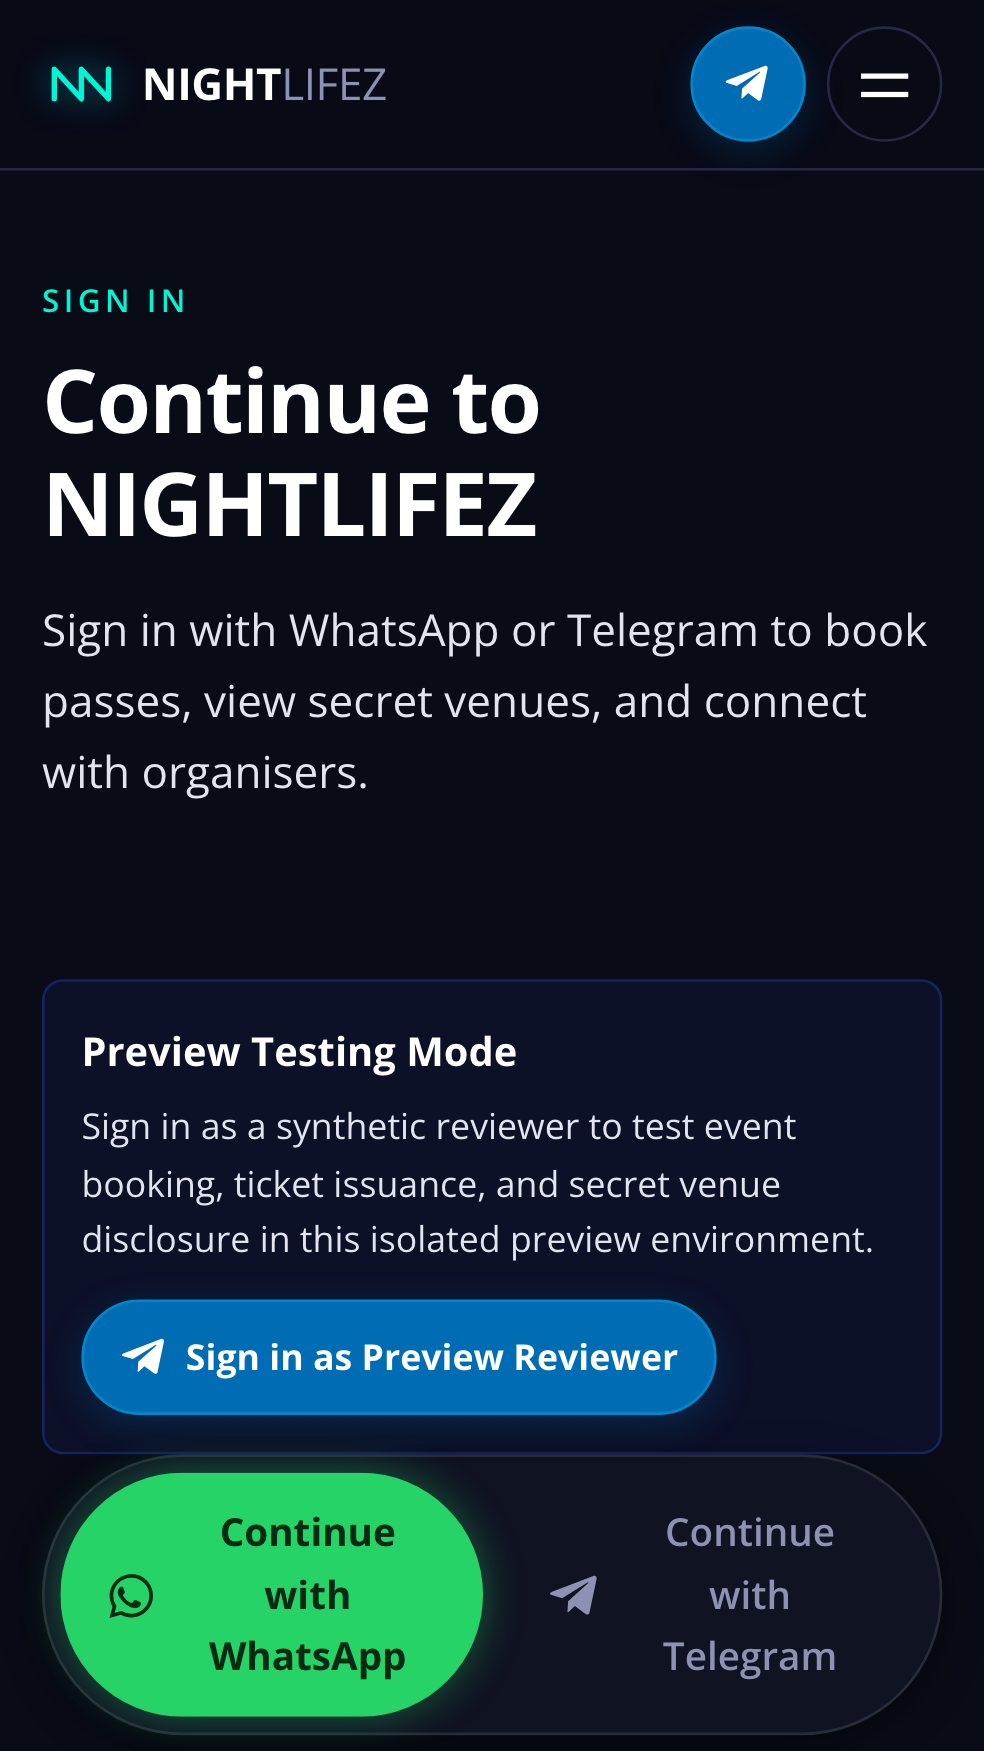 NIGHTLIFEZ
SIGN IN
Continue to
NIGHTLIFEZ
Sign in with WhatsApp or Telegram to book
passes, view secret venues, and connect
with organisers.
Preview Testing Mode
Sign in as a synthetic reviewer to test event
booking, ticket issuance, and secret venue
disclosure in this isolated preview environment.
Sign in as Preview Reviewer
Continue
with
WhatsApp
Continue
with
Telegram